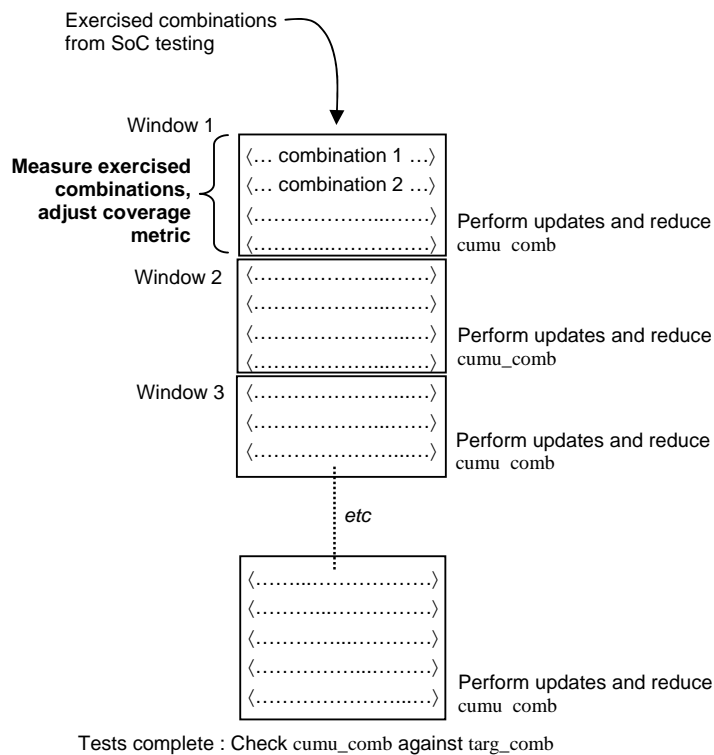 Exercised combinations
from SoC testing
Window 1
Measure exercised
combinations,
adjust coverage
metric
⟨… combination 1 …⟩
⟨… combination 2 …⟩
⟨…………………..……⟩
⟨………...……………⟩
Perform updates and reduce
cumu comb
Window 2
⟨…………………...……⟩
⟨…………………...……⟩
⟨……………………..…⟩
⟨…………………...……⟩
Perform updates and reduce
cumu_comb
Window 3
⟨……………………..…⟩
⟨…………………...……⟩
⟨……………………..…⟩
Perform updates and reduce
cumu comb
etc
⟨……...………………⟩
⟨………...……………⟩
⟨…………...…………⟩
⟨……………...………⟩
⟨…………………..…⟩
Perform updates and reduce
cumu comb
Tests complete : Check cumu_comb against targ_comb